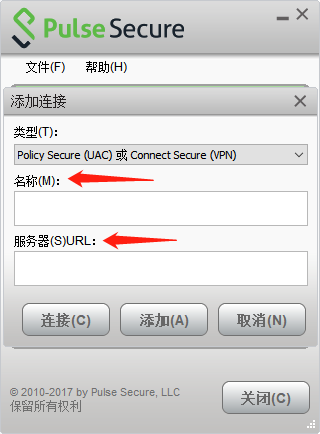 Pulse Secure
文件(F) 帮助(H)
添加连接
类型(T):
Policy Secure (UAC) 或 Connect Secure (VPN)
名称(M):
服务器(S)URL:
连接(C) 添加(A) 取消(N)
© 2010-2017 by Pulse Secure, LLC
保留所有权利
关闭(C)